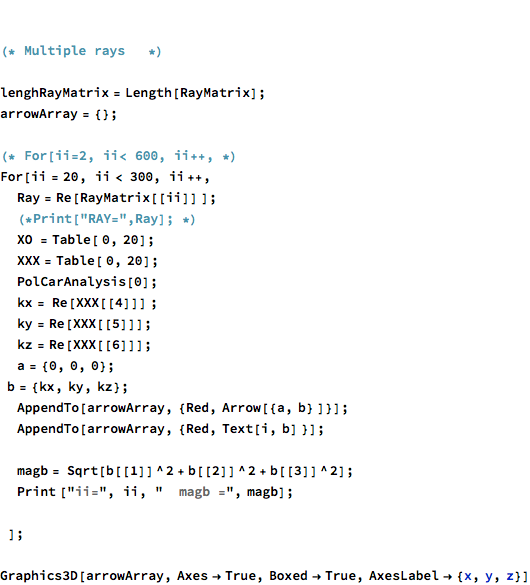 (* Multiple rays   *)
lenghRayMatrix = Length[RayMatrix];
arrowArray = {};
(* For[ii=2, ii< 600, ii++, *)
For[ii = 20, ii < 300, ii ++,
Ray = Re[RayMatrix[[ii]] ];
(*Print["RAY=",Ray]; *)
XO = Table[ 0, 20];
XXX = Table[ 0, 20];
PolCarAnalysis[0];
kx = Re[XXX[[4]]] ;
ky = Re[XXX[[5]]];
kz = Re[XXX[[6]]];
a = {0, 0, 0};
b = {kx, ky, kz};
AppendTo[arrowArray, {Red, Arrow[{a, b} ]}];
AppendTo[arrowArray, {Red, Text[i, b] }];
magb = Sqrt[b[[1]] ^ 2 + b[[2]] ^ 2 + b[[3]] ^ 2];
Print ["ii=", ii, "  magb =", magb];
];
Graphics3D[arrowArray, Axes → True, Boxed → True, AxesLabel → {x, y, z}]